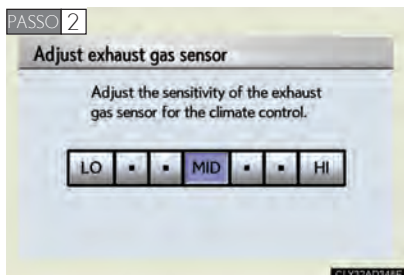 PASSO 2
Adjust exhaust gas sensor
Adjust the sensitivity of the exhaust
gas sensor for the climate control.
LO ▪ ▪ MID ▪ ▪ HI